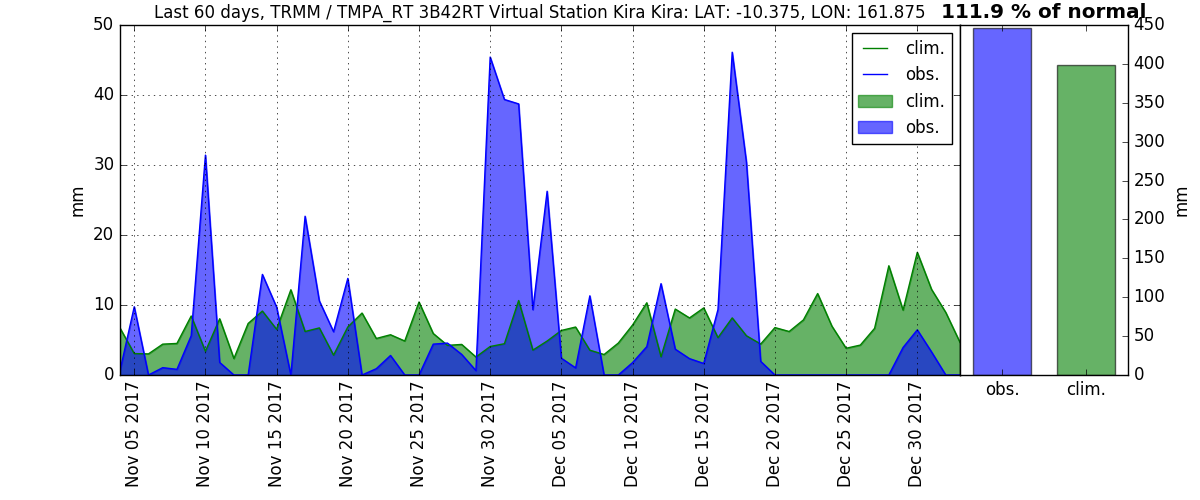 Last 60 days, TRMM / TMPA_RT 3B42RT Virtual Station Kira Kira: LAT: -10.375, LON: 161.875 111.9 % of normal
50
40
30
20
10
0
mm
clim.
obs.
clim.
obs.
450
400
350
300
250
200
150
100
50
0
mm
Nov 05 2017
Nov 10 2017
Nov 15 2017
Nov 20 2017
Nov 25 2017
Nov 30 2017
Dec 05 2017
Dec 10 2017
Dec 15 2017
Dec 20 2017
Dec 25 2017
Dec 30 2017
obs.
clim.